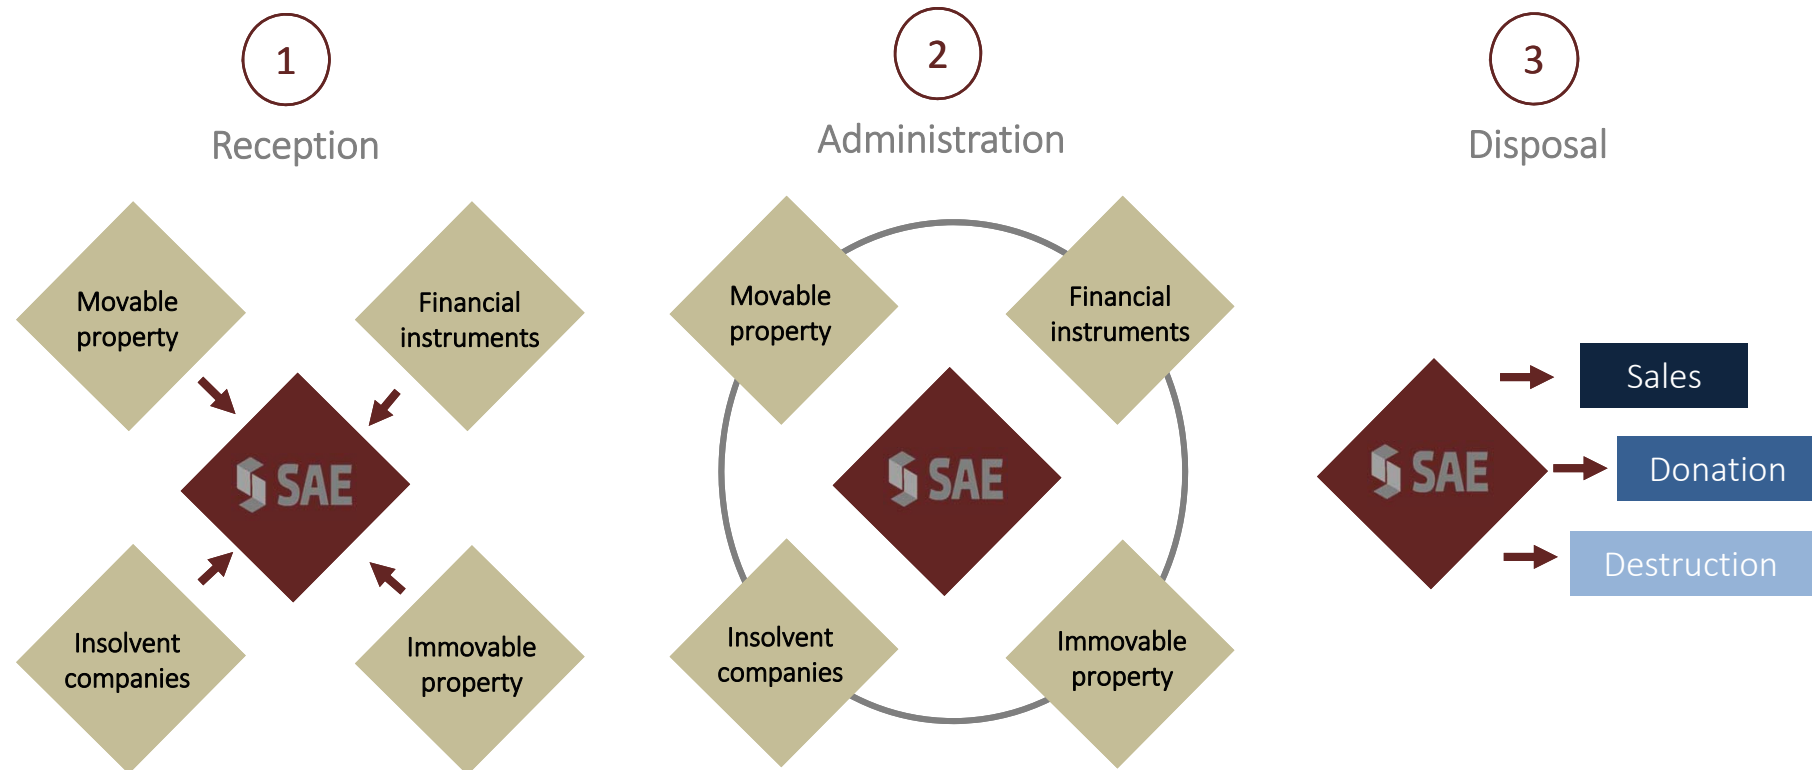 1
Reception
Movable
property
Financial
instruments
SAE
Insolvent
companies
Immovable
property
2
Administration
Movable
property
Financial
instruments
SAE
Insolvent
companies
Immovable
property
3
Disposal
SAE
Sales
Donation
Destruction